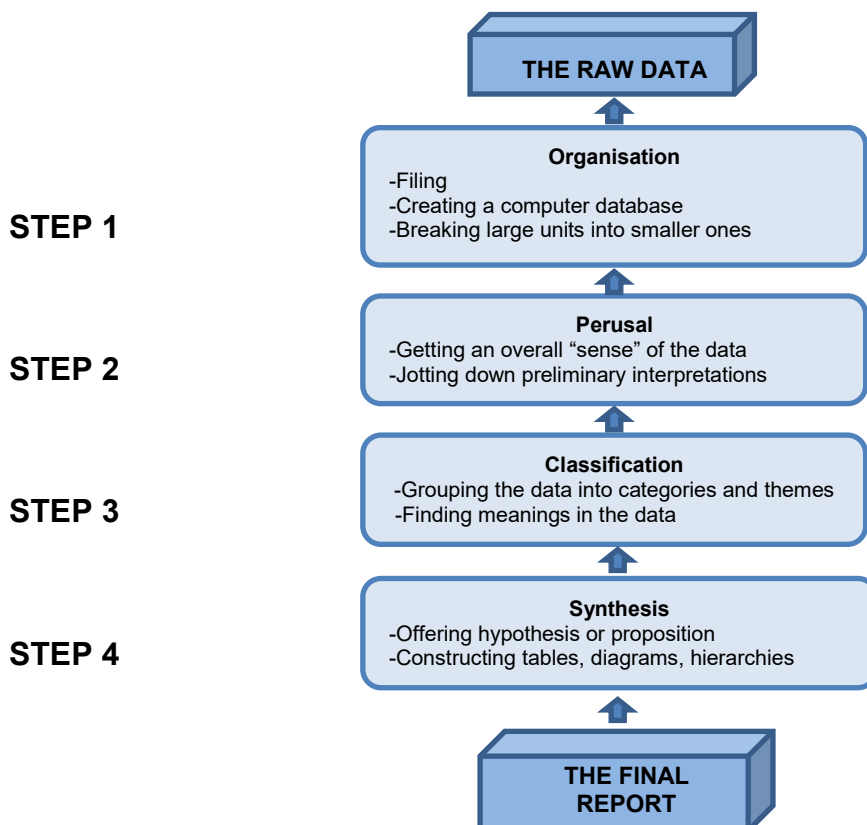 THE RAW DATA
STEP 1
Organisation
-Filing
-Creating a computer database
-Breaking large units into smaller ones
STEP 2
Perusal
-Getting an overall “sense” of the data
-Jotting down preliminary interpretations
STEP 3
Classification
-Grouping the data into categories and themes
-Finding meanings in the data
STEP 4
Synthesis
-Offering hypothesis or proposition
-Constructing tables, diagrams, hierarchies
THE FINAL
REPORT